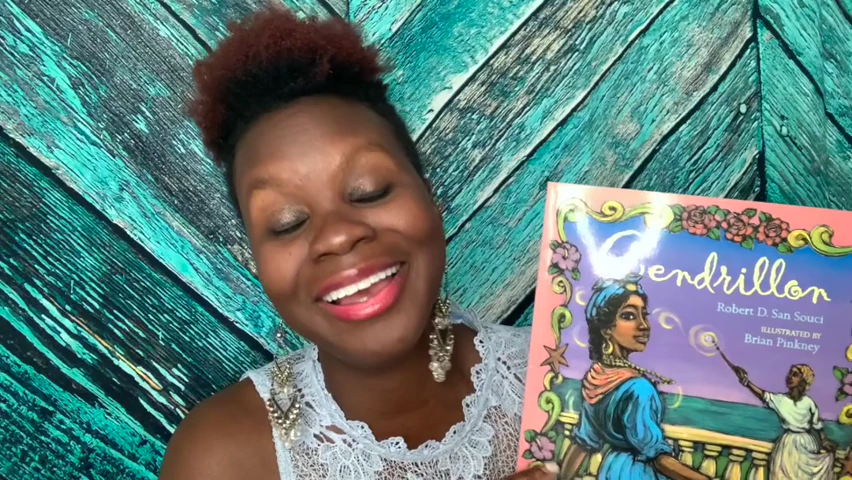 Cendrillon
Robert D. San Souci
ILLUSTRATED BY
Brian Pinkney